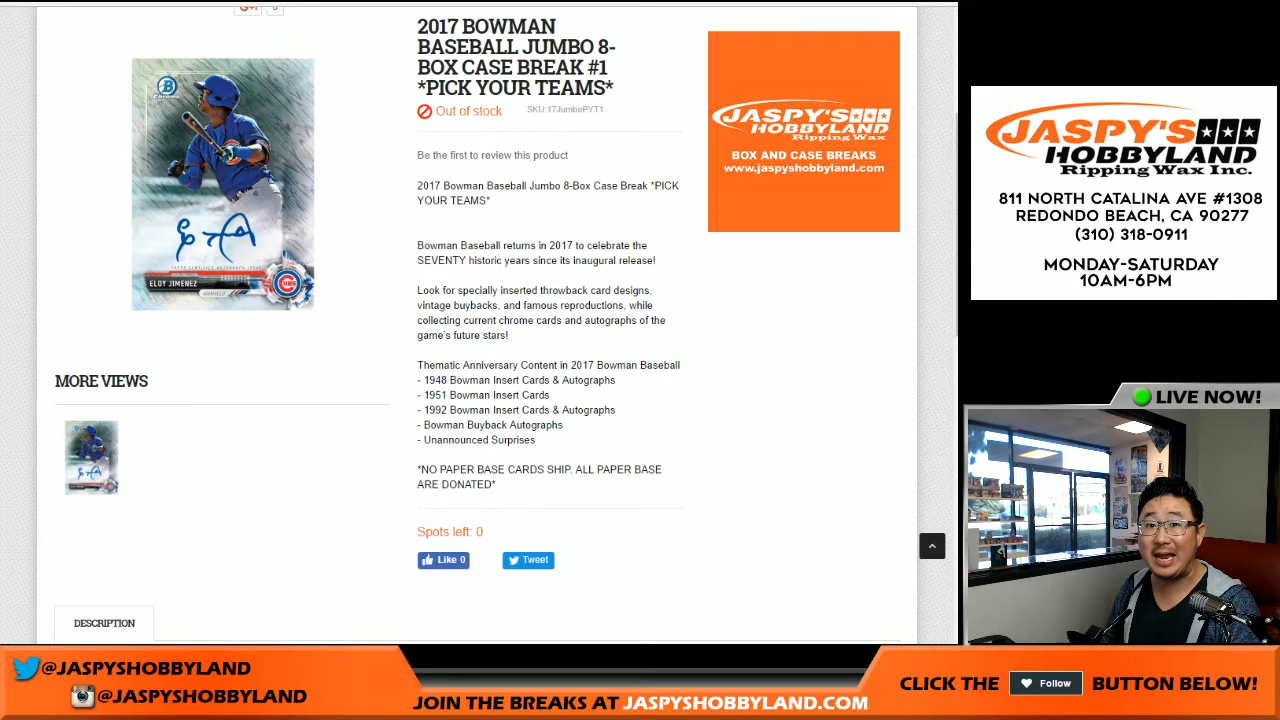 2017 BOWMAN
BASEBALL JUMBO 8-
BOX CASE BREAK #1
*PICK YOUR TEAMS*
Out of stock
SKU:17JumboPYT1
Be the first to review this product
2017 Bowman Baseball Jumbo 8-Box Case Break *PICK
YOUR TEAMS*
Bowman Baseball returns in 2017 to celebrate the
SEVENTY historic years since its inaugural release!
Look for specially inserted throwback card designs,
vintage buybacks, and famous reproductions, while
collecting current chrome cards and autographs of the
game's future stars!
Thematic Anniversary Content in 2017 Bowman Baseball
- 1948 Bowman Insert Cards & Autographs
- 1951 Bowman Insert Cards
- 1992 Bowman Insert Cards & Autographs
- Bowman Buyback Autographs
- Unannounced Surprises
*NO PAPER BASE CARDS SHIP. ALL PAPER BASE
ARE DONATED*
Spots left: 0
Like 0
Tweet
B
Chrome
TOPPS CERTIFIED AUTOGRAPH ISSUE
ELOY JIMENEZ
CUBS
MORE VIEWS
DESCRIPTION
JASPY'S
HOBBYLAND
Ripping Wax
BOX AND CASE BREAKS
www.jaspyshobbyland.com
JASPY'S
HOBBYLAND
Ripping Wax Inc.
811 NORTH CATALINA AVE #1308
REDONDO BEACH, CA 90277
(310) 318-0911
MONDAY-SATURDAY
10AM-6PM
LIVE NOW!
@JASPYSHOBBYLAND
@JASPYSHOBBYLAND
JOIN THE BREAKS AT JASPYSHOBBYLAND.COM
CLICK THE Follow BUTTON BELOW!